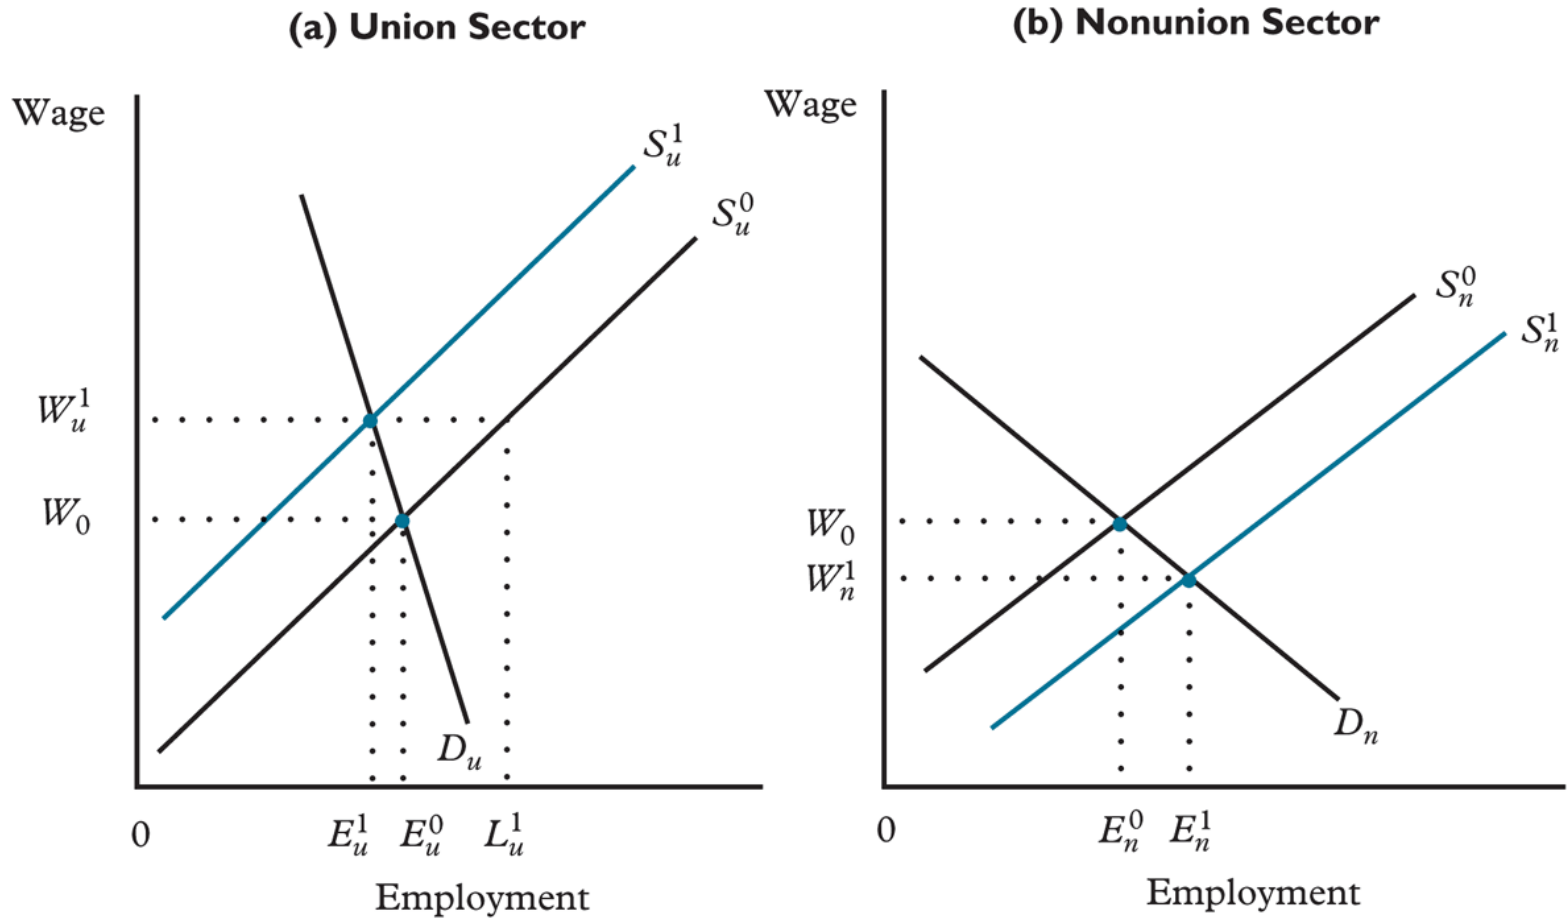 (a) Union Sector
Wage
S_u^1
S_u^0
W_u^1
W_0
D_u
0
E_u^1
E_u^0
L_u^1
Employment
(b) Nonunion Sector
Wage
S_n^0
S_n^1
W_0
W_n^1
D_n
0
E_n^0
E_n^1
Employment